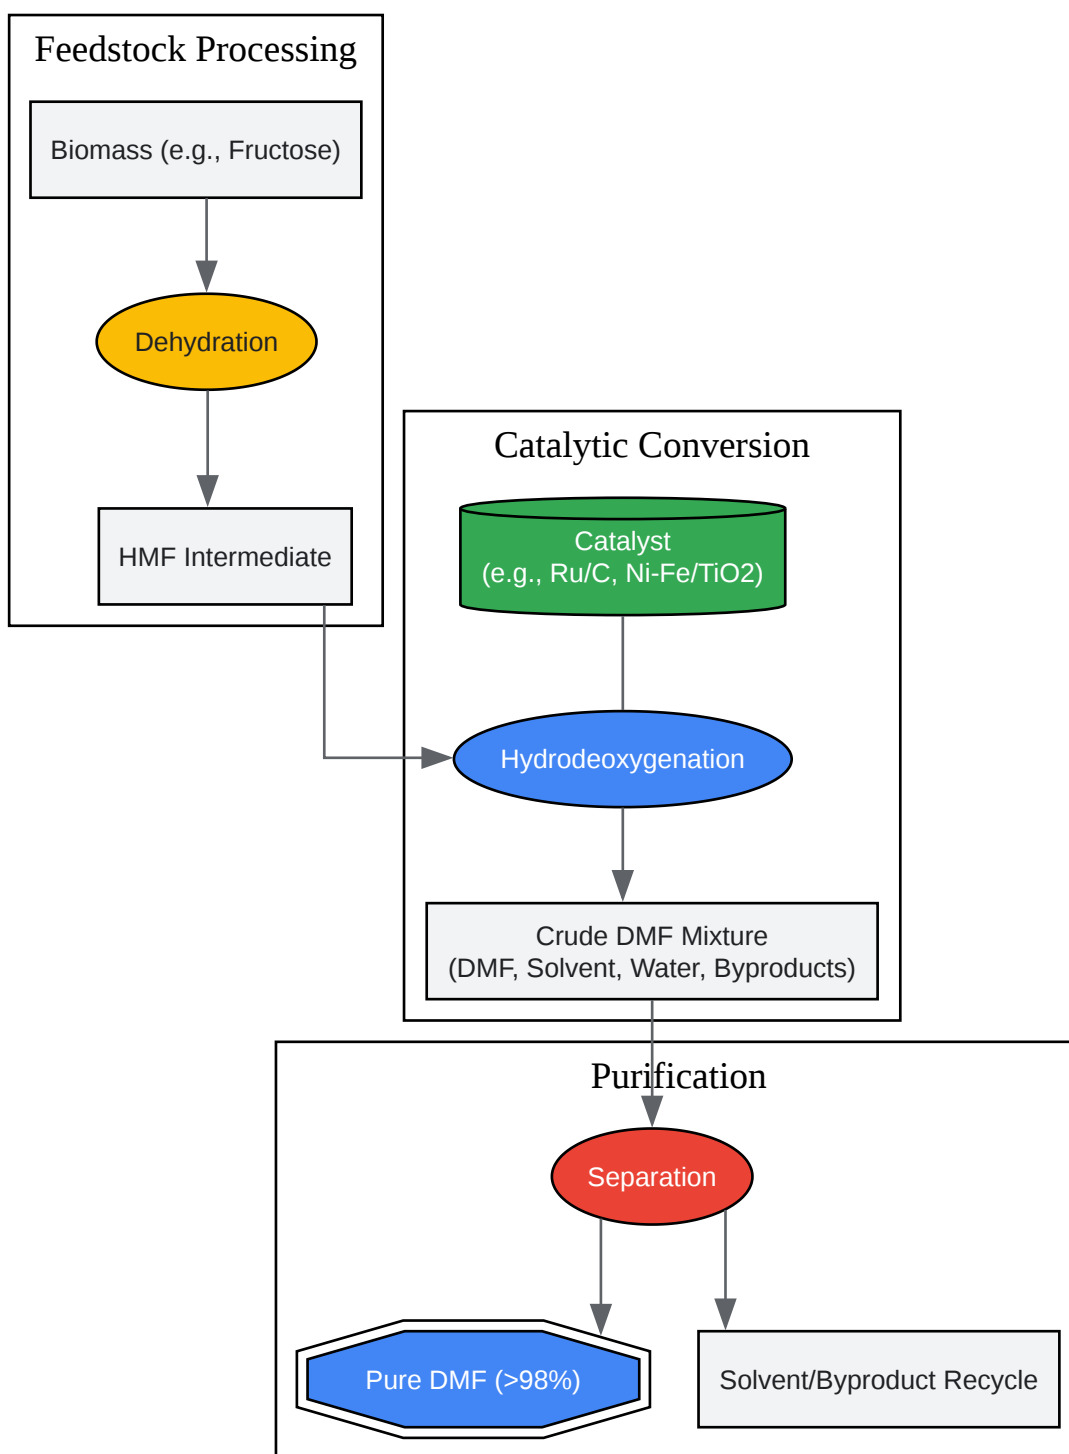 Feedstock Processing
Biomass (e.g., Fructose)
Dehydration
HMF Intermediate
Catalytic Conversion
Catalyst
(e.g., Ru/C, Ni-Fe/TiO2)
Hydrodeoxygenation
Crude DMF Mixture
(DMF, Solvent, Water, Byproducts)
Purification
Separation
Pure DMF (>98%)
Solvent/Byproduct Recycle